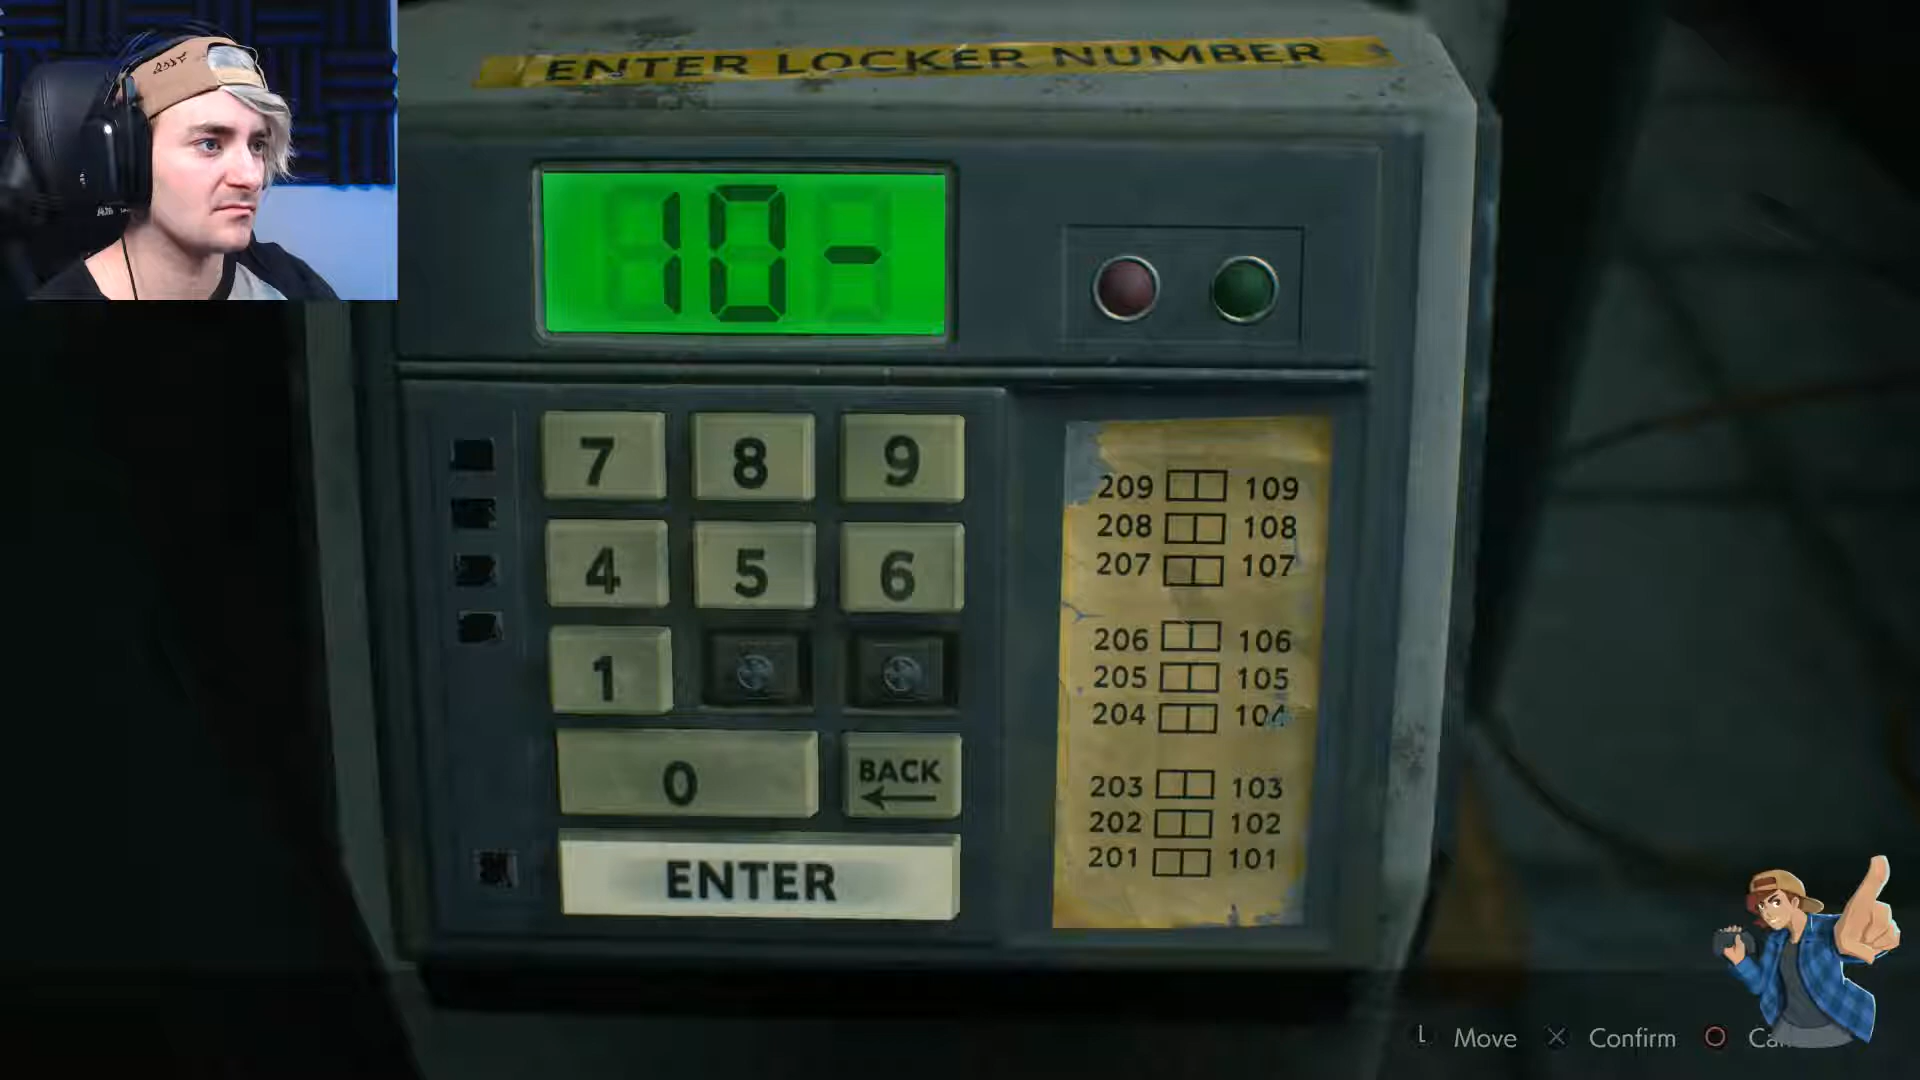 ENTER LOCKER NUMBER
10-
7 8 9
4 5 6
1
0 BACK
ENTER
209 109
208 108
207 107
206 106
205 105
204 104
203 103
202 102
201 101
L Move X Confirm O